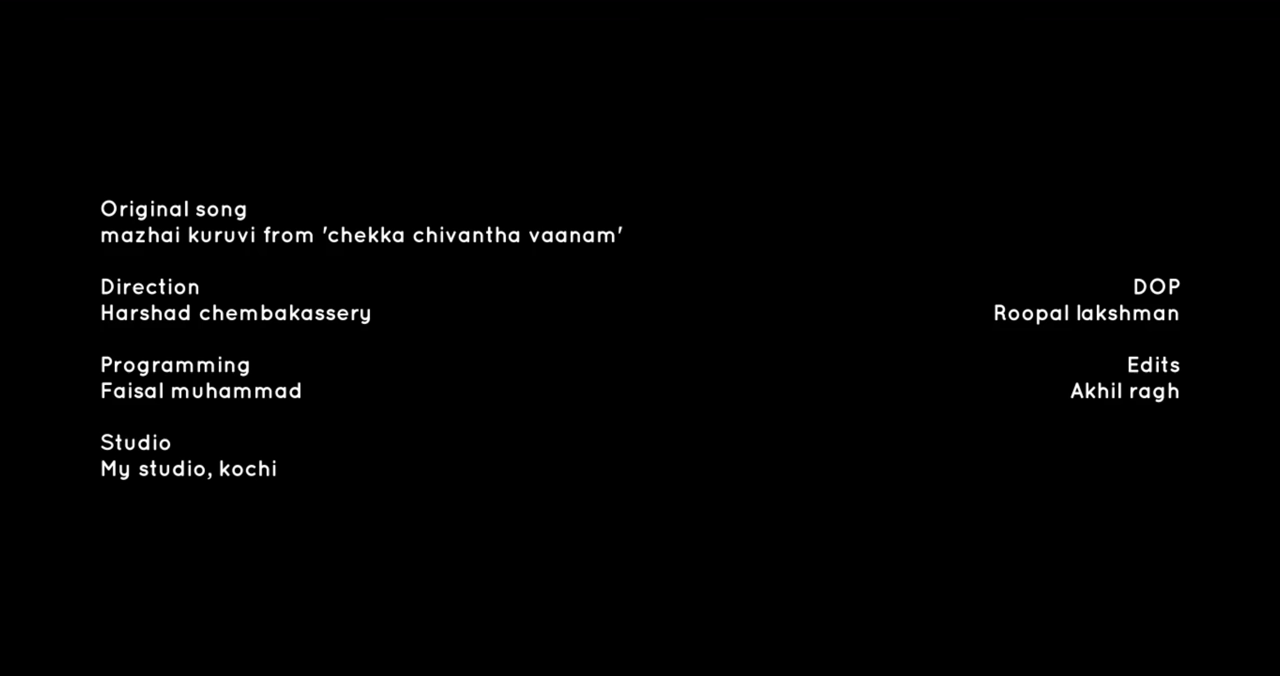 Original song
mazhai kuruvi from 'chekka chivantha vaanam'
Direction
Harshad chembakassery
DOP
Roopal lakshman
Programming
Faisal muhammad
Edits
Akhil ragh
Studio
My studio, kochi